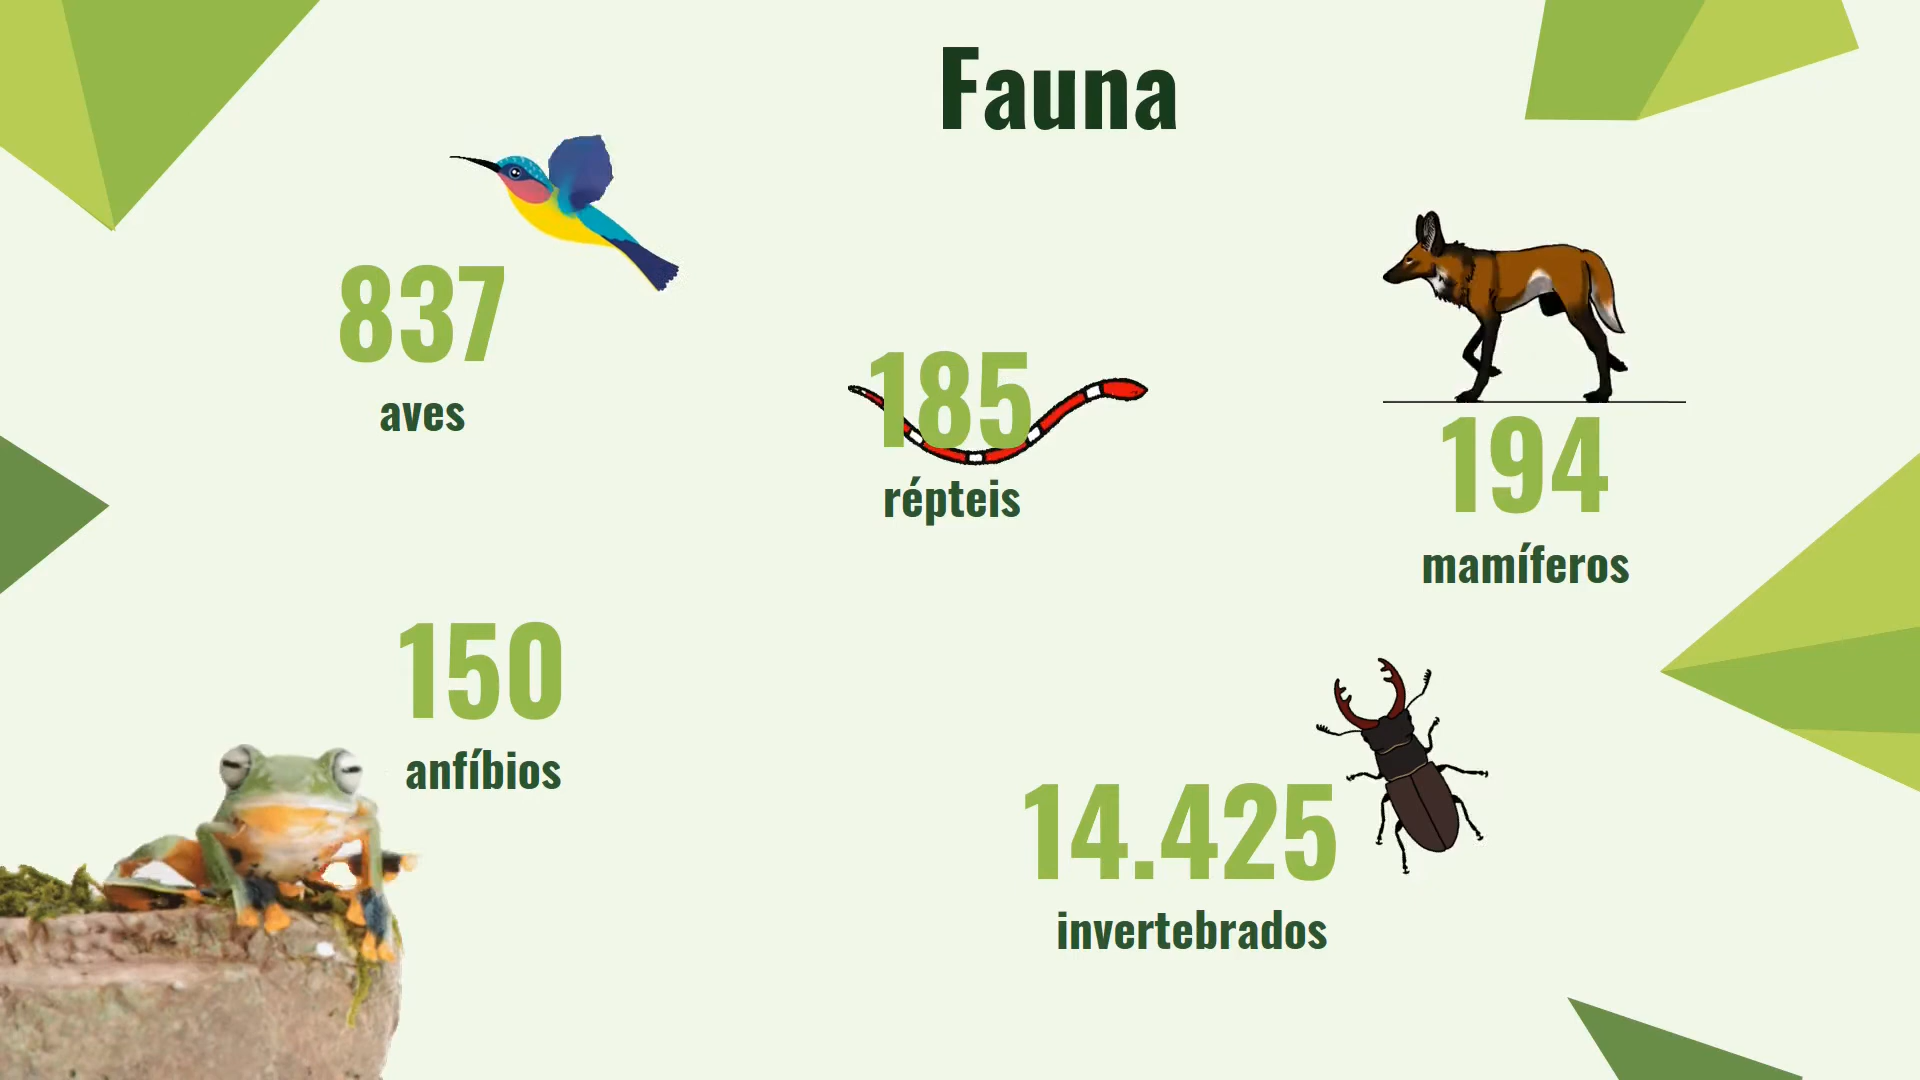 Fauna
837
aves
185
répteis
194
mamíferos
150
anfíbios
14.425
invertebrados